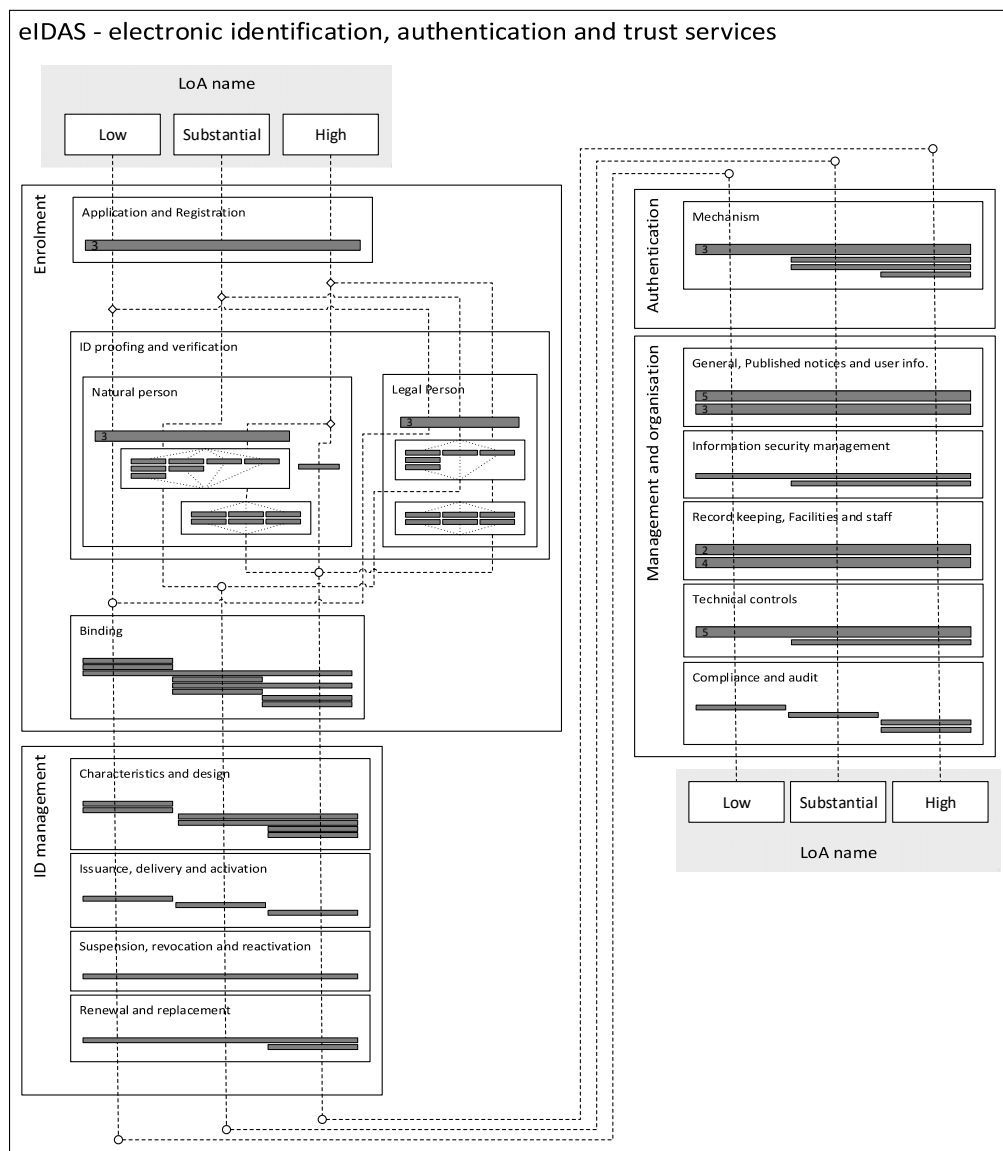 eIDAS - electronic identification, authentication and trust services
LoA name
Low
Substantial
High
Enrolment
Application and Registration
3
ID proofing and verification
Natural person
3
Legal Person
3
Binding
ID management
Characteristics and design
Issuance, delivery and activation
Suspension, revocation and reactivation
Renewal and replacement
Authentication
Mechanism
3
Management and organisation
General, Published notices and user info.
5
3
Information security management
Record keeping, Facilities and staff
2
4
Technical controls
5
Compliance and audit
Low
Substantial
High
LoA name